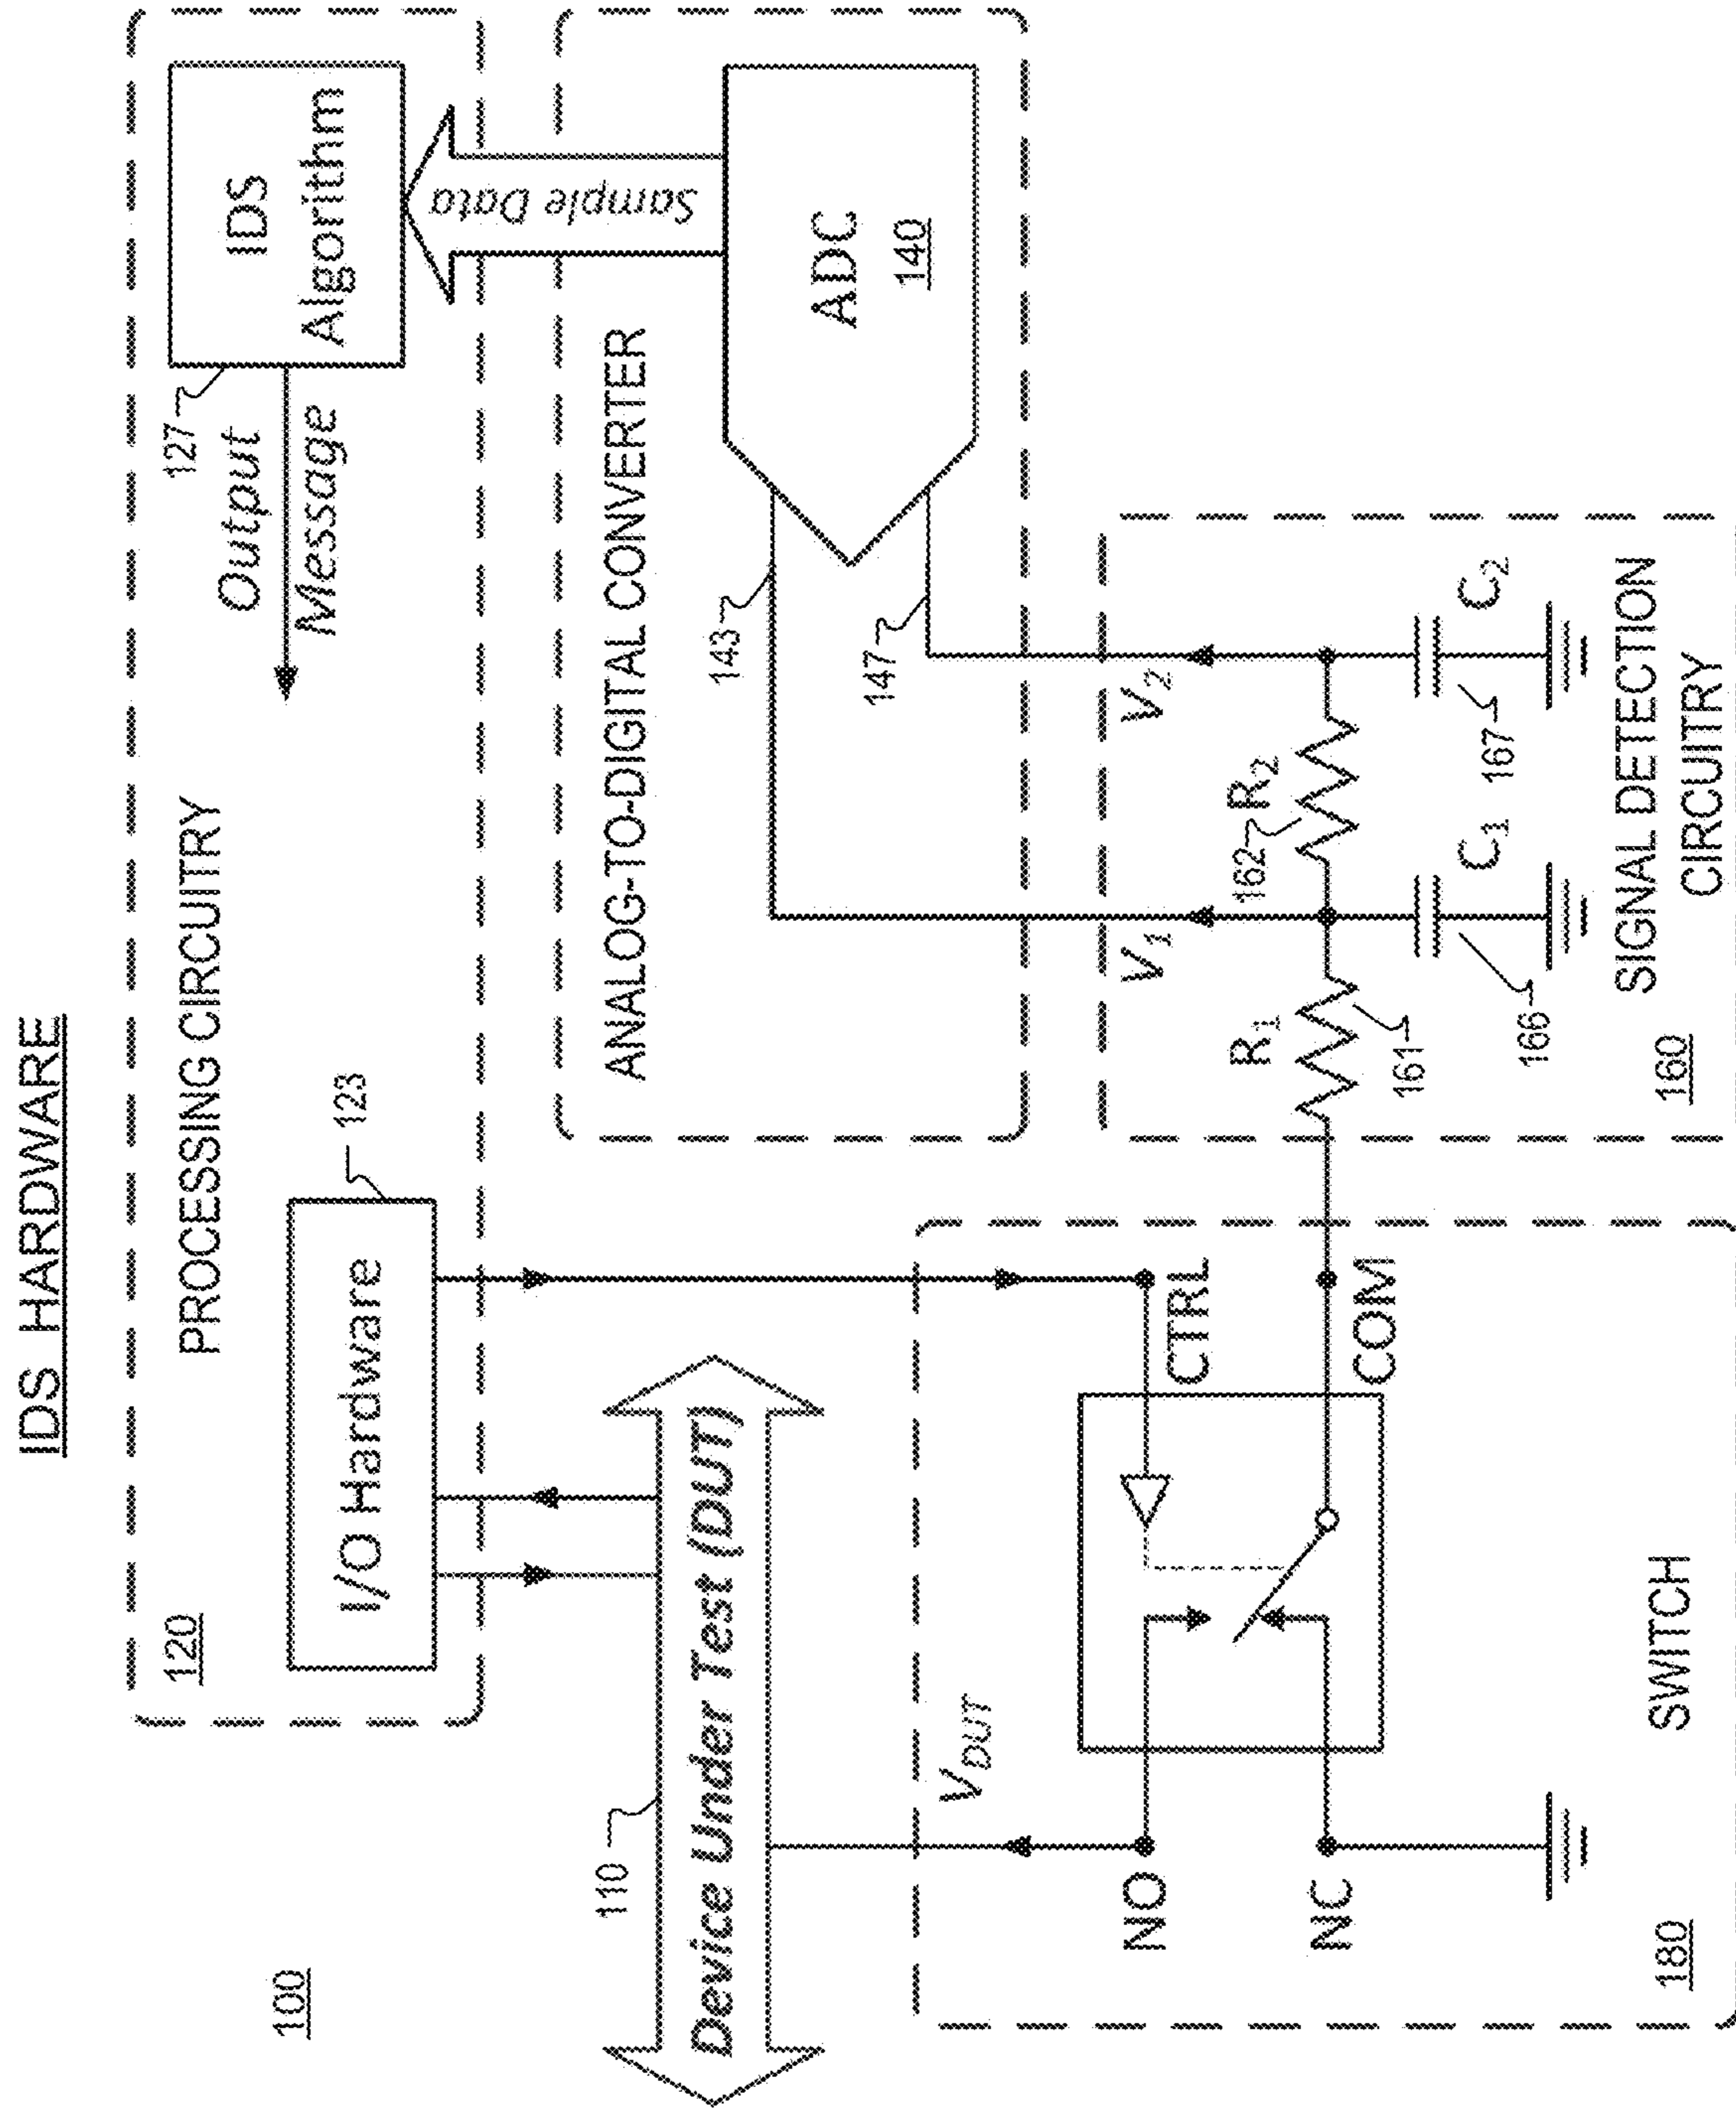 IDS HARDWARE
100
120
PROCESSING CIRCUITRY
I/O Hardware
123
Output
Message
127
IDS
Algorithm
Sample Data
110
Device Under Test (DUT)
ANALOG-TO-DIGITAL CONVERTER
143
147
ADC
140
V_DUT
NO
NC
CTRL
COM
180
SWITCH
V₁
V₂
R₁
161
162
R₂
166
C₁
167
C₂
160
SIGNAL DETECTION
CIRCUITRY